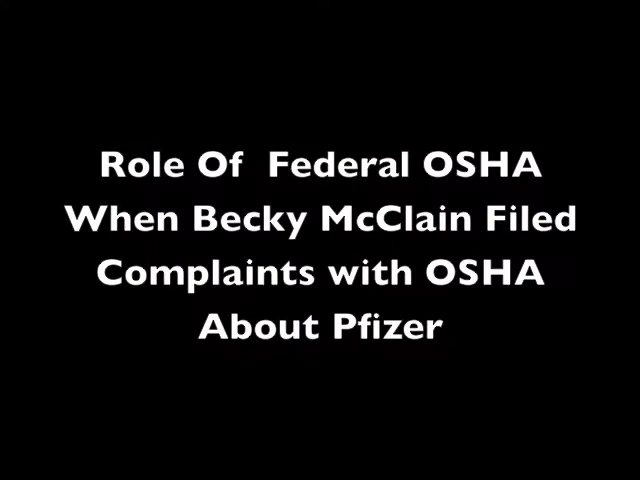 Role Of  Federal OSHA
When Becky McClain Filed
Complaints with OSHA
About Pfizer